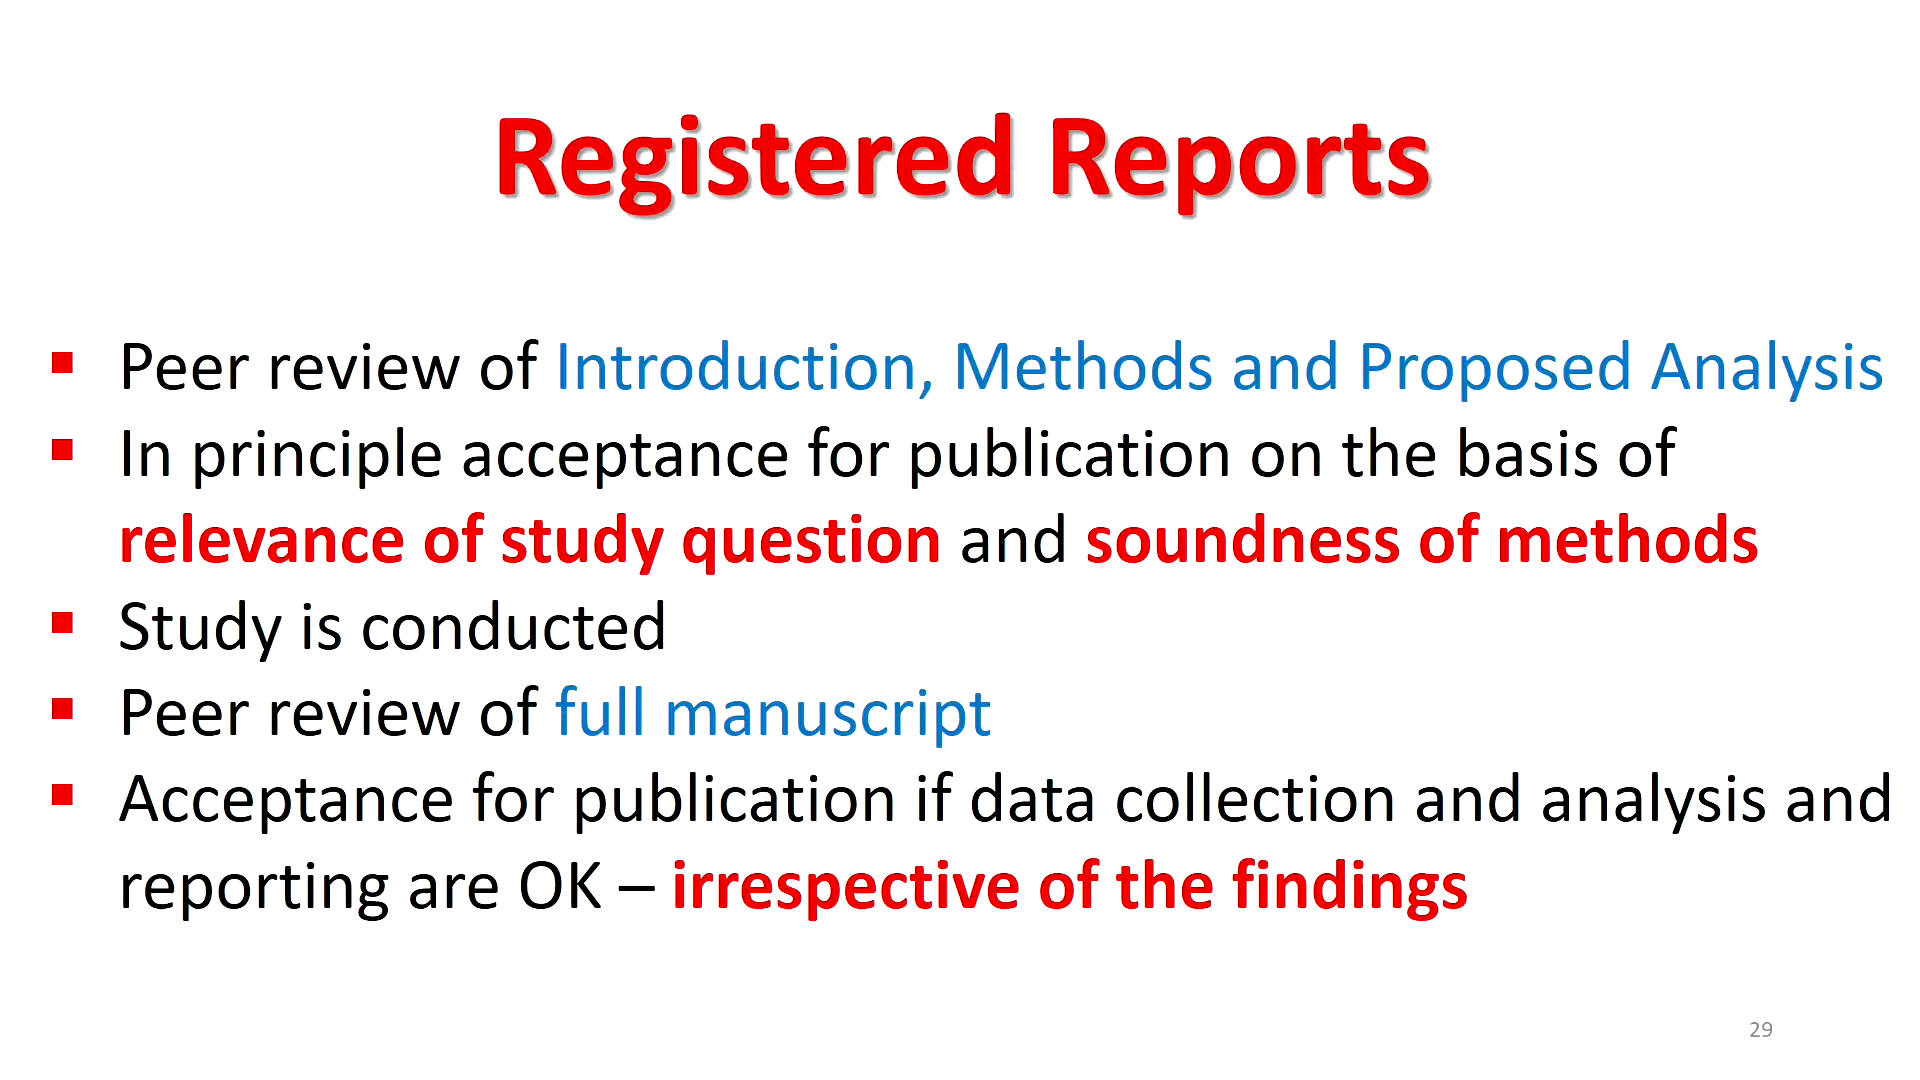 Registered Reports
▪ Peer review of Introduction, Methods and Proposed Analysis
▪ In principle acceptance for publication on the basis of
relevance of study question and soundness of methods
▪ Study is conducted
▪ Peer review of full manuscript
▪ Acceptance for publication if data collection and analysis and
reporting are OK – irrespective of the findings
29